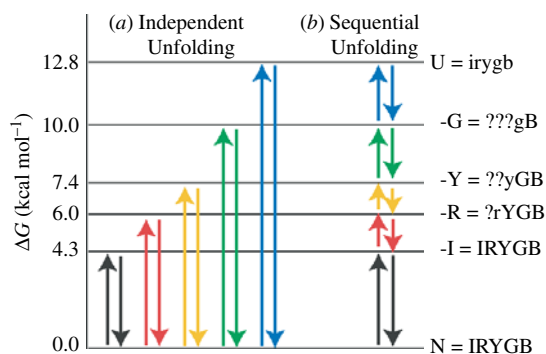 (a) Independent
Unfolding
(b) Sequential
Unfolding
ΔG (kcal mol⁻¹)
12.8
10.0
7.4
6.0
4.3
0.0
U = irygb
-G = ???gB
-Y = ??yGB
-R = ?rYGB
-I = IRYGB
N = IRYGB